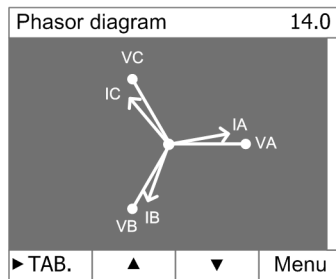 Phasor diagram 14.0
VC
IC
IA
VA
IB
VB
►TAB. ▲ ▼ Menu